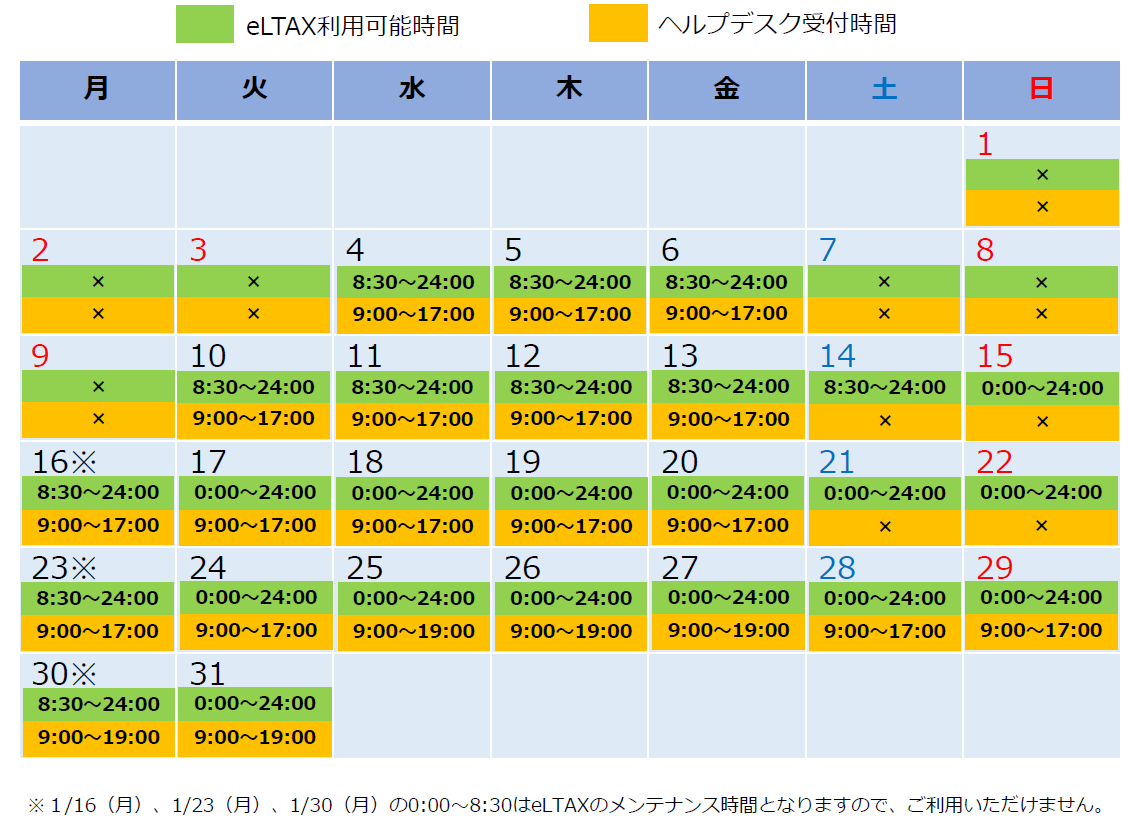 eLTAX利用可能時間 ヘルプデスク受付時間
月 火 水 木 金 土 日
1
×
×
2 3 4 5 6 7 8
× × 8:30～24:00 8:30～24:00 8:30～24:00 × ×
× × 9:00～17:00 9:00～17:00 9:00～17:00 × ×
9 10 11 12 13 14 15
× 8:30～24:00 8:30～24:00 8:30～24:00 8:30～24:00 8:30～24:00 0:00～24:00
× 9:00～17:00 9:00～17:00 9:00～17:00 9:00～17:00 × ×
16※ 17 18 19 20 21 22
8:30～24:00 0:00～24:00 0:00～24:00 0:00～24:00 0:00～24:00 0:00～24:00 0:00～24:00
9:00～17:00 9:00～17:00 9:00～17:00 9:00～17:00 9:00～17:00 × ×
23※ 24 25 26 27 28 29
8:30～24:00 0:00～24:00 0:00～24:00 0:00～24:00 0:00～24:00 0:00～24:00 0:00～24:00
9:00～17:00 9:00～17:00 9:00～19:00 9:00～19:00 9:00～19:00 9:00～17:00 9:00～17:00
30※ 31
8:30～24:00 0:00～24:00
9:00～19:00 9:00～19:00
※１/16（月）、1/23（月）、1/30（月）の0:00～8:30はeLTAXのメンテナンス時間となりますので、ご利用いただけません。